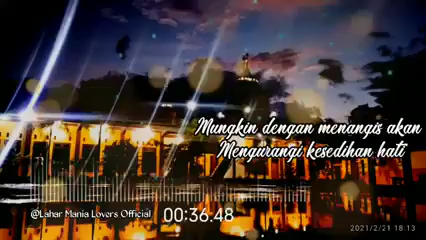 Mungkin dengan menangis akan
Mengurangi kesedihan hati
@Lahar Mania Lovers Official
00:36.48
2021/2/21 18:13